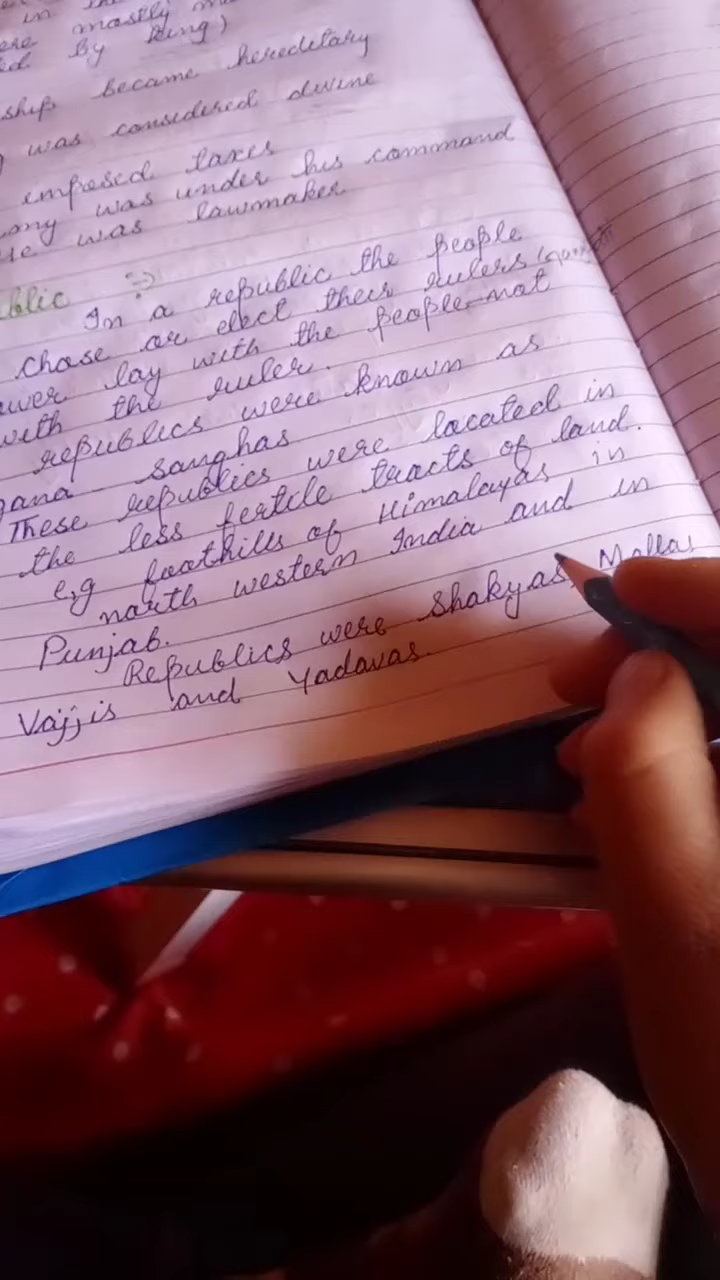 in
ere mostly
ed by King)
ship became hereditary
was considered divine
imposed taxes
army was under his command
He was lawmaker
blic ⇒
In a republic the people
chose or elect their rulers
ower lay with the people not
with the ruler.
republics were known as
gana sanghas
These republics were located in
the less fertile tracts of land.
e,g foothills of Himalayas in
north western India and in
Punjab.
Republics were Shakyas, Mallas
Vajjis and Yadavas.